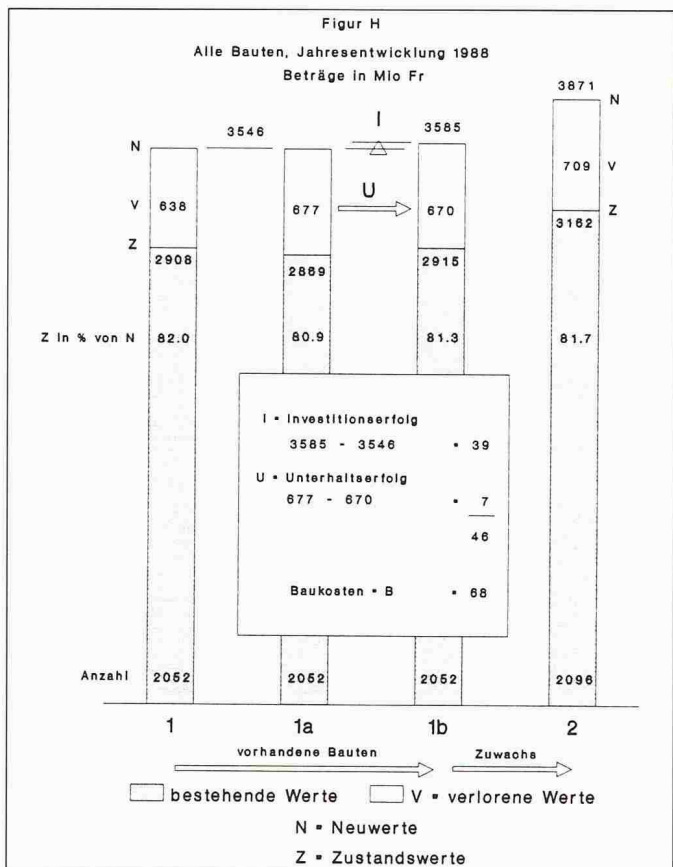 Figur H
Alle Bauten, Jahresentwicklung 1988
Beträge in Mio Fr
3871
N
3546
I
3585
N
V
638
677
U
670
709
V
Z
2908
2869
2915
3162
Z
Z in % von N
82.0
80.9
81.3
81.7
I = Investitionserfolg
3585 - 3546 = 39
U = Unterhaltserfolg
677 - 670 = 7
46
Baukosten = B = 68
Anzahl
2052
2052
2052
2096
1
1a
1b
2
vorhandene Bauten
Zuwachs
bestehende Werte
V = verlorene Werte
N = Neuwerte
Z = Zustandswerte